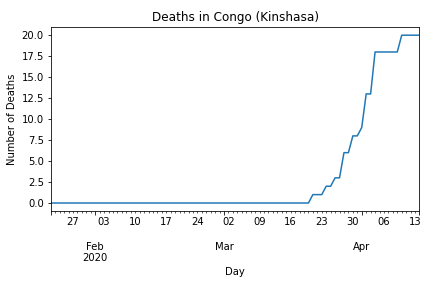 Deaths in Congo (Kinshasa)
Number of Deaths
20.0
17.5
15.0
12.5
10.0
7.5
5.0
2.5
0.0
27 03 10 17 24 02 09 16 23 30 06 13
Feb Mar Apr
2020
Day